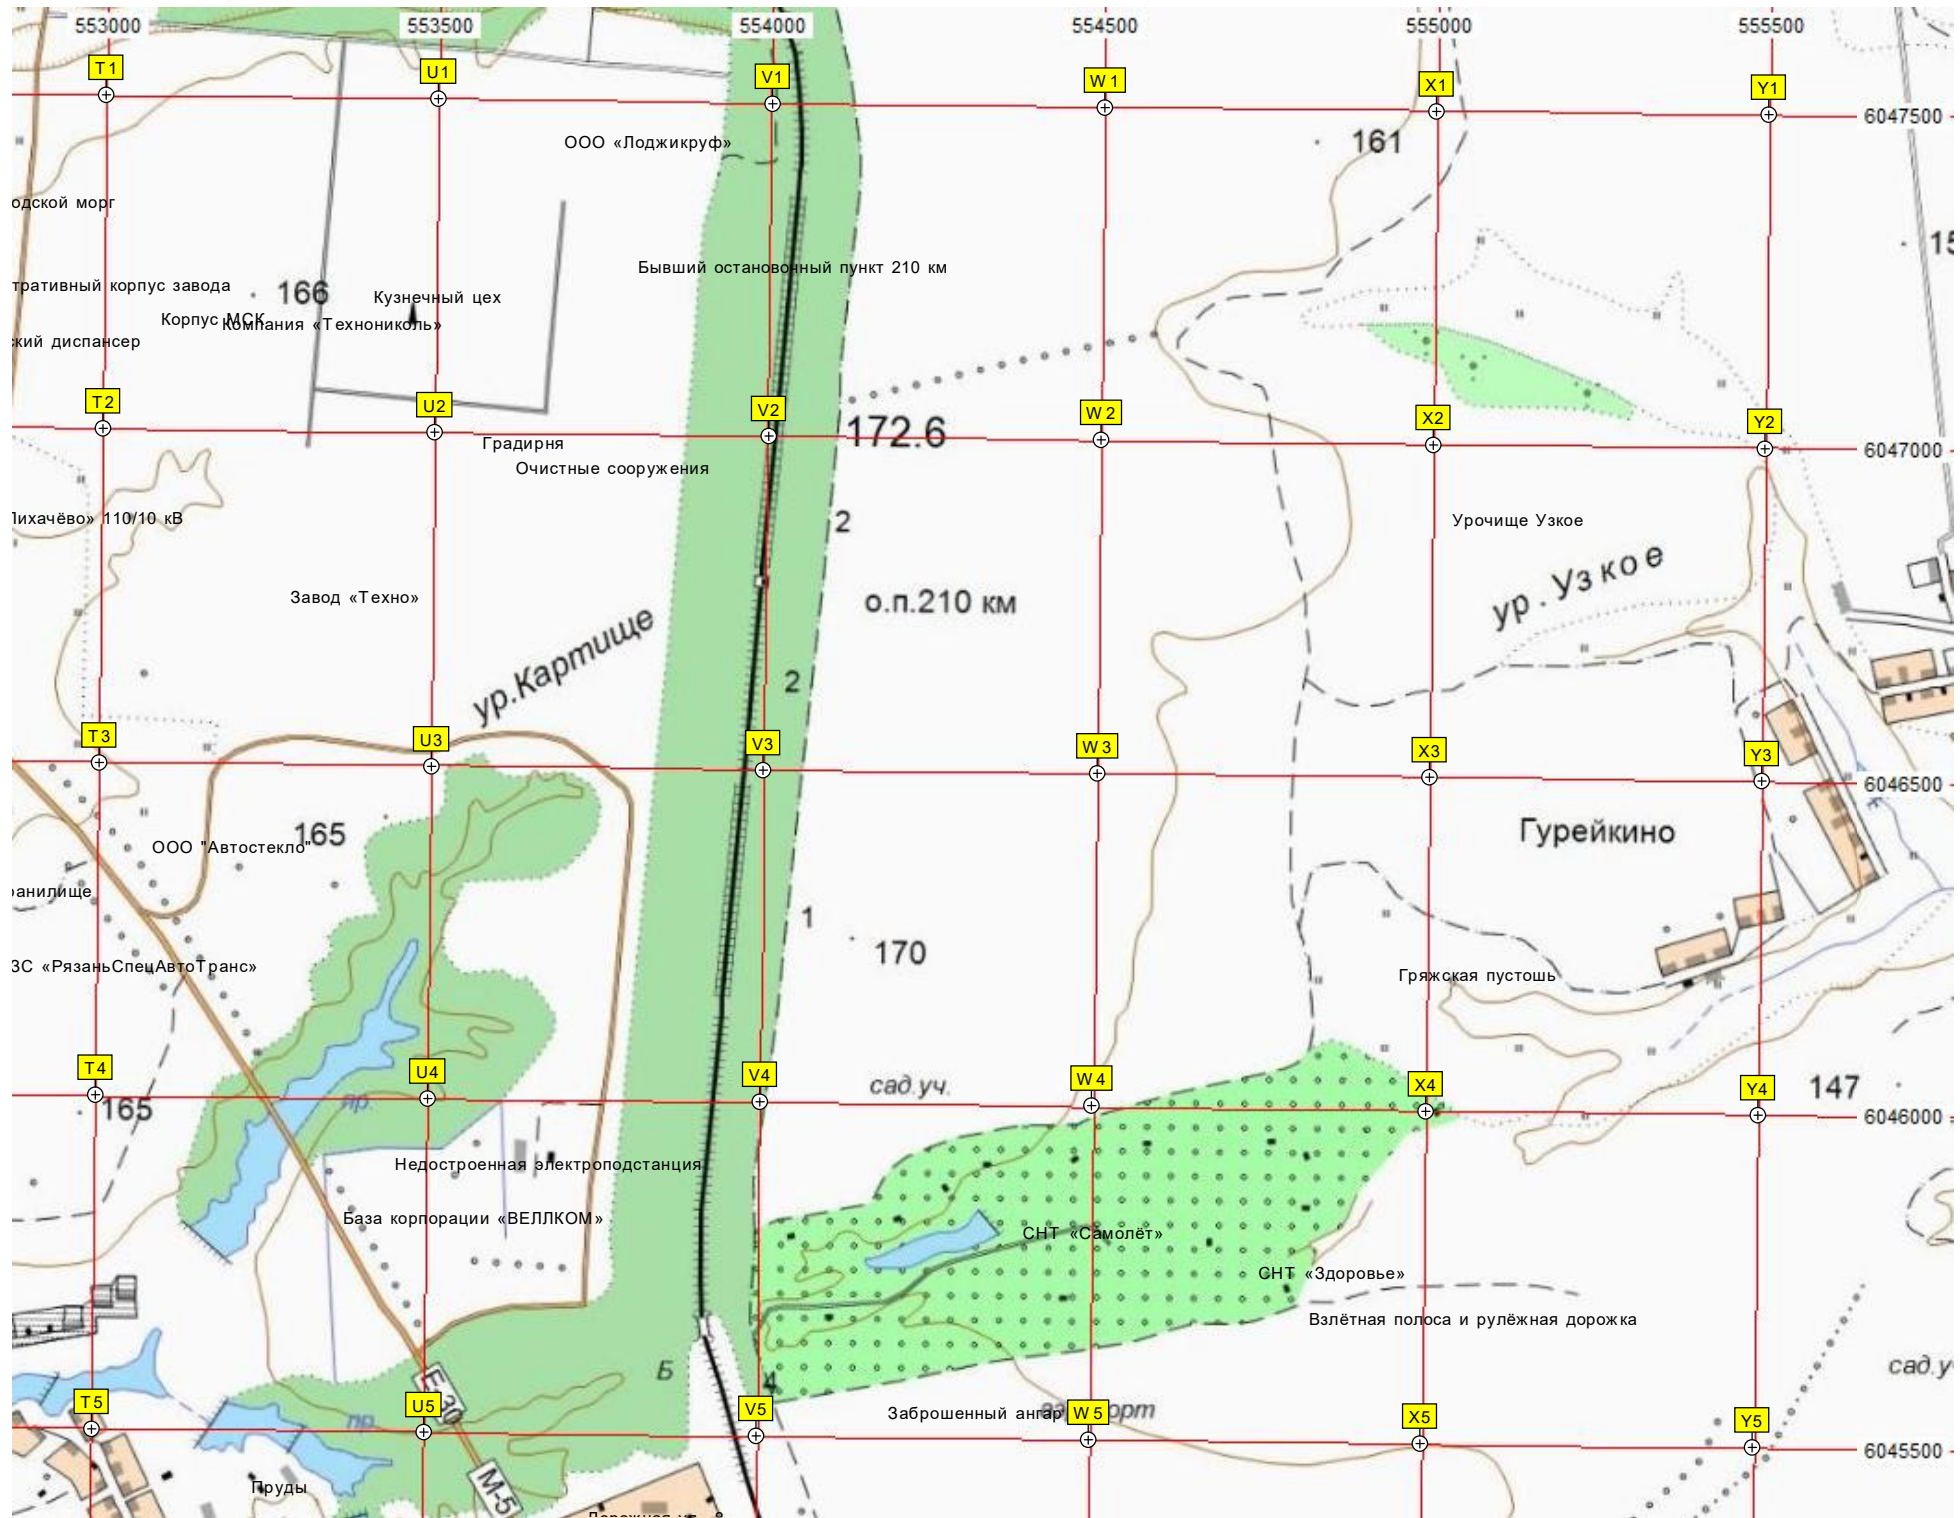 553000 553500 554000 554500 555000 555500
T1 U1 V1 W1 X1 Y1
6047500
ООО «Лоджикруф»
161
одской морг
15
Бывший остановочный пункт 210 км
тративный корпус завода
166
Кузнечный цех
Корпус МСК
Компания «Технониколь»
ский диспансер
T2 U2 V2 W2 X2 Y2
172.6
6047000
Градирня
Очистные сооружения
Лихачёво» 110/10 кВ
2
Урочище Узкое
ур. Узкое
Завод «Техно»
о.п.210 км
ур.Картище
2
T3 U3 V3 W3 X3 Y3
6046500
165
Гурейкино
ООО "Автостекло"
ранилище
1
170
ЗС «РязаньСпецАвтоТранс»
Гряжская пустошь
T4 U4 V4 W4 X4 Y4
сад.уч.
147
165
пр.
6046000
Недостроенная электроподстанция
База корпорации «ВЕЛЛКОМ»
СНТ «Самолёт»
СНТ «Здоровье»
Взлётная полоса и рулёжная дорожка
Б
сад.у
4
E 30
T5 U5 V5 W5 X5 Y5
Заброшенный ангар
пр.
6045500
М-5
Пруды